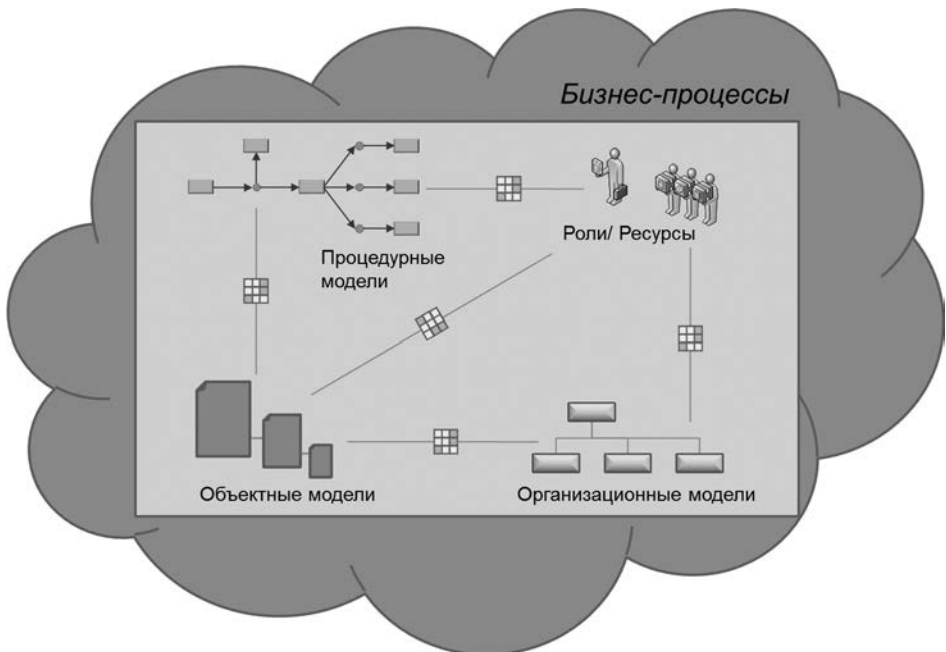 Бизнес-процессы
Роли/ Ресурсы
Процедурные
модели
Объектные модели
Организационные модели